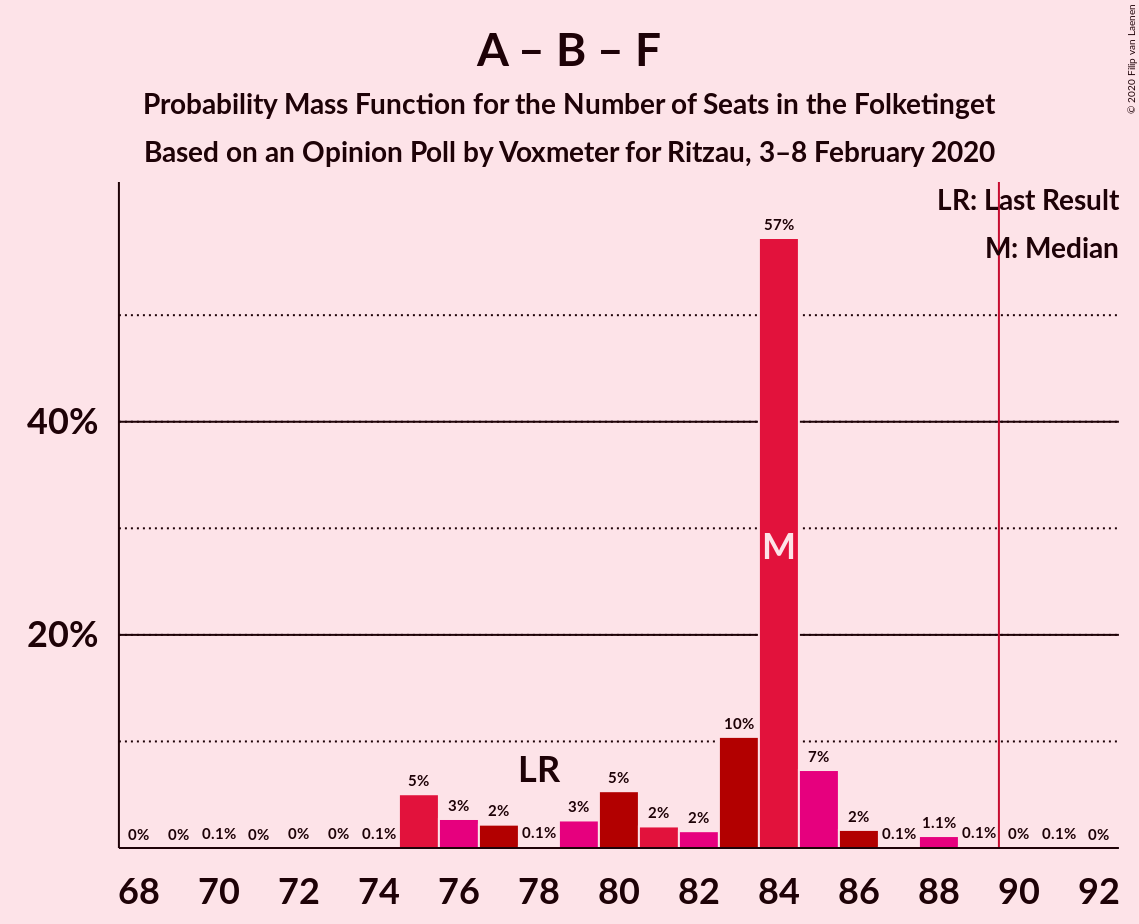 A – B – F
Probability Mass Function for the Number of Seats in the Folketinget
Based on an Opinion Poll by Voxmeter for Ritzau, 3–8 February 2020
© 2020 Filip van Laenen
LR: Last Result
M: Median
40%
20%
0% 0% 0.1% 0% 0% 0% 0.1% 5% 3% 2% 0.1% 3% 5% 2% 2% 10% 57% 7% 2% 0.1% 1.1% 0.1% 0% 0.1% 0%
LR
M
68 70 72 74 76 78 80 82 84 86 88 90 92